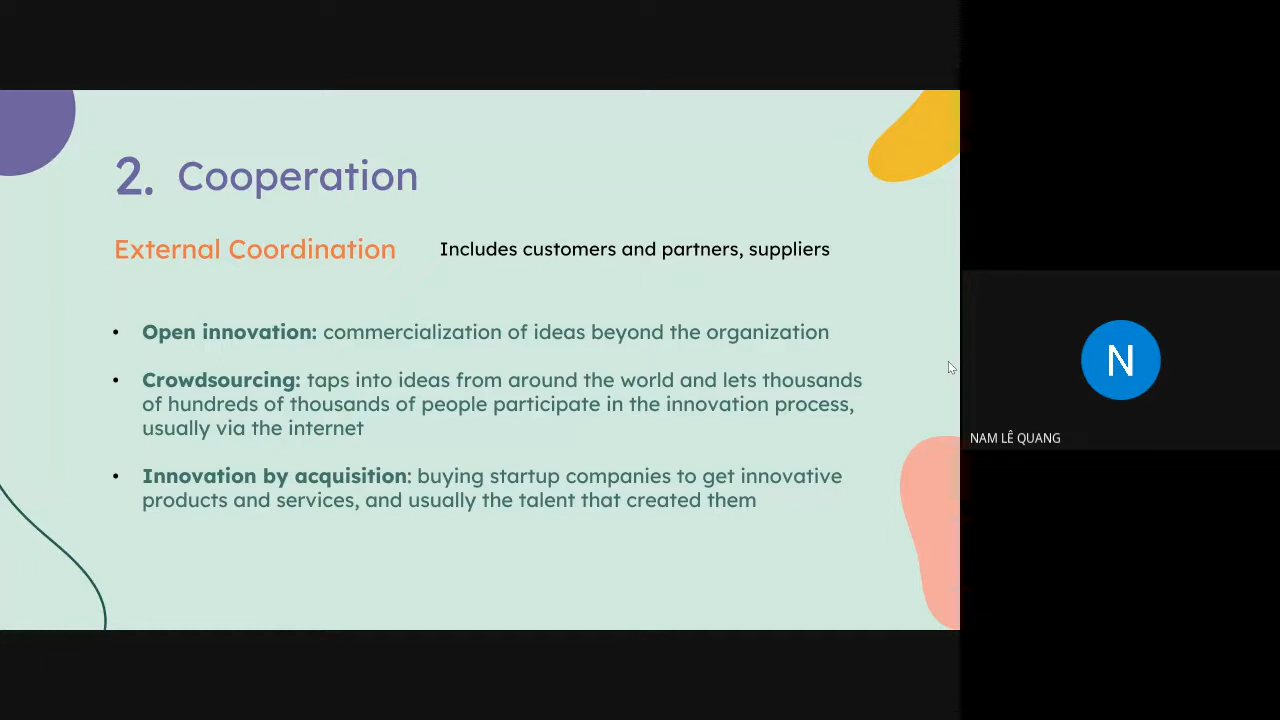 2. Cooperation
External Coordination Includes customers and partners, suppliers
• Open innovation: commercialization of ideas beyond the organization
• Crowdsourcing: taps into ideas from around the world and lets thousands
of hundreds of thousands of people participate in the innovation process,
usually via the internet
• Innovation by acquisition: buying startup companies to get innovative
products and services, and usually the talent that created them
N
NAM LÊ QUANG